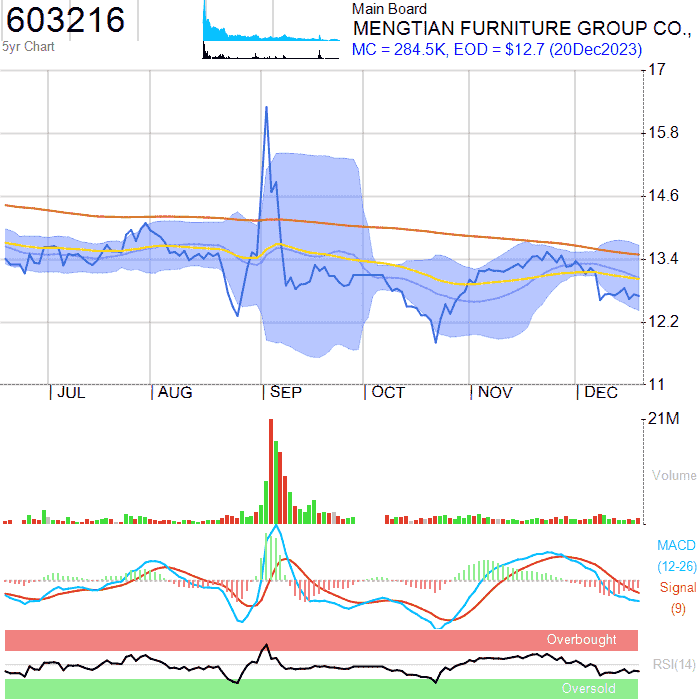 603216
5yr Chart
Main Board
MENGTIAN FURNITURE GROUP CO.,
MC = 284.5K, EOD = $12.7 (20Dec2023)
17
15.8
14.6
13.4
12.2
11
JUL
AUG
SEP
OCT
NOV
DEC
21M
Volume
MACD
(12-26)
Signal
(9)
Overbought
RSI(14)
Oversold